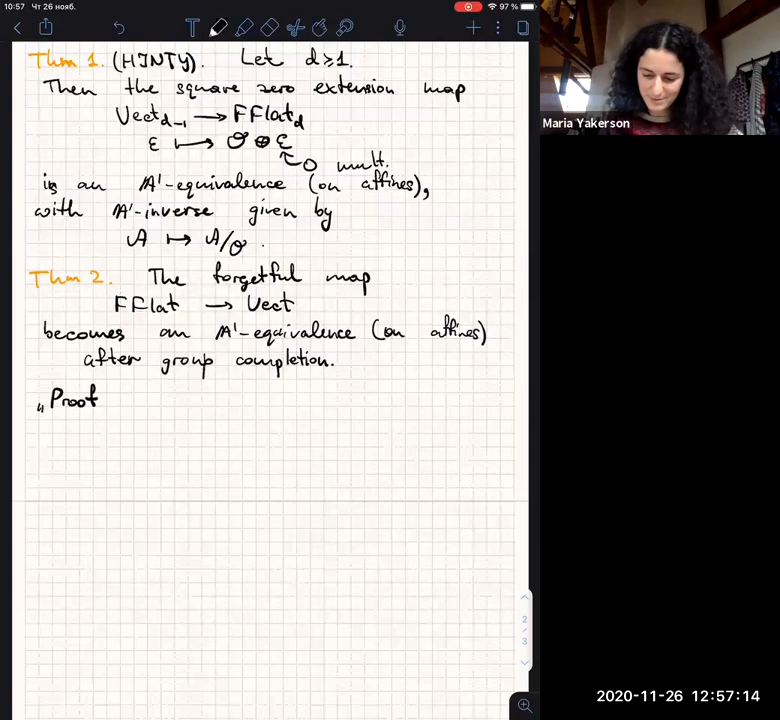 10:57 Чт 26 нояб.
97 %
T
Thm 1. (HJNTY). Let d ≥ 1.
Then the square zero extension map
Vect_{d-1} → FFlat_d
ℰ ↦ 𝒪 ⊕ ℰ
0 mult.
is an A¹-equivalence (on affines),
with A¹-inverse given by
𝒜 ↦ 𝒜/𝒪 .
Thm 2. The forgetful map
FFlat → Vect
becomes an A¹-equivalence (on affines)
after group completion.
„Proof
2
/
3
Maria Yakerson
2020-11-26 12:57:14